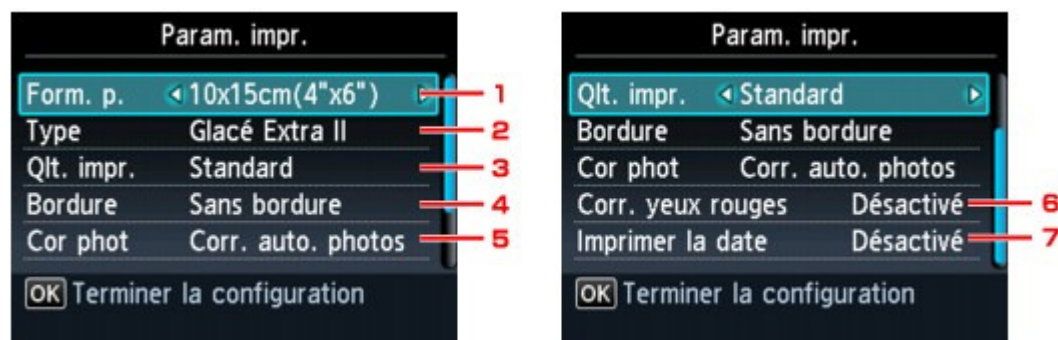 Param. impr.
Form. p. 10x15cm(4"x6") 1
Type Glacé Extra II 2
Qlt. impr. Standard 3
Bordure Sans bordure 4
Cor phot Corr. auto. photos 5
OK Terminer la configuration
Param. impr.
Qlt. impr. Standard
Bordure Sans bordure
Cor phot Corr. auto. photos
Corr. yeux rouges Désactivé 6
Imprimer la date Désactivé 7
OK Terminer la configuration